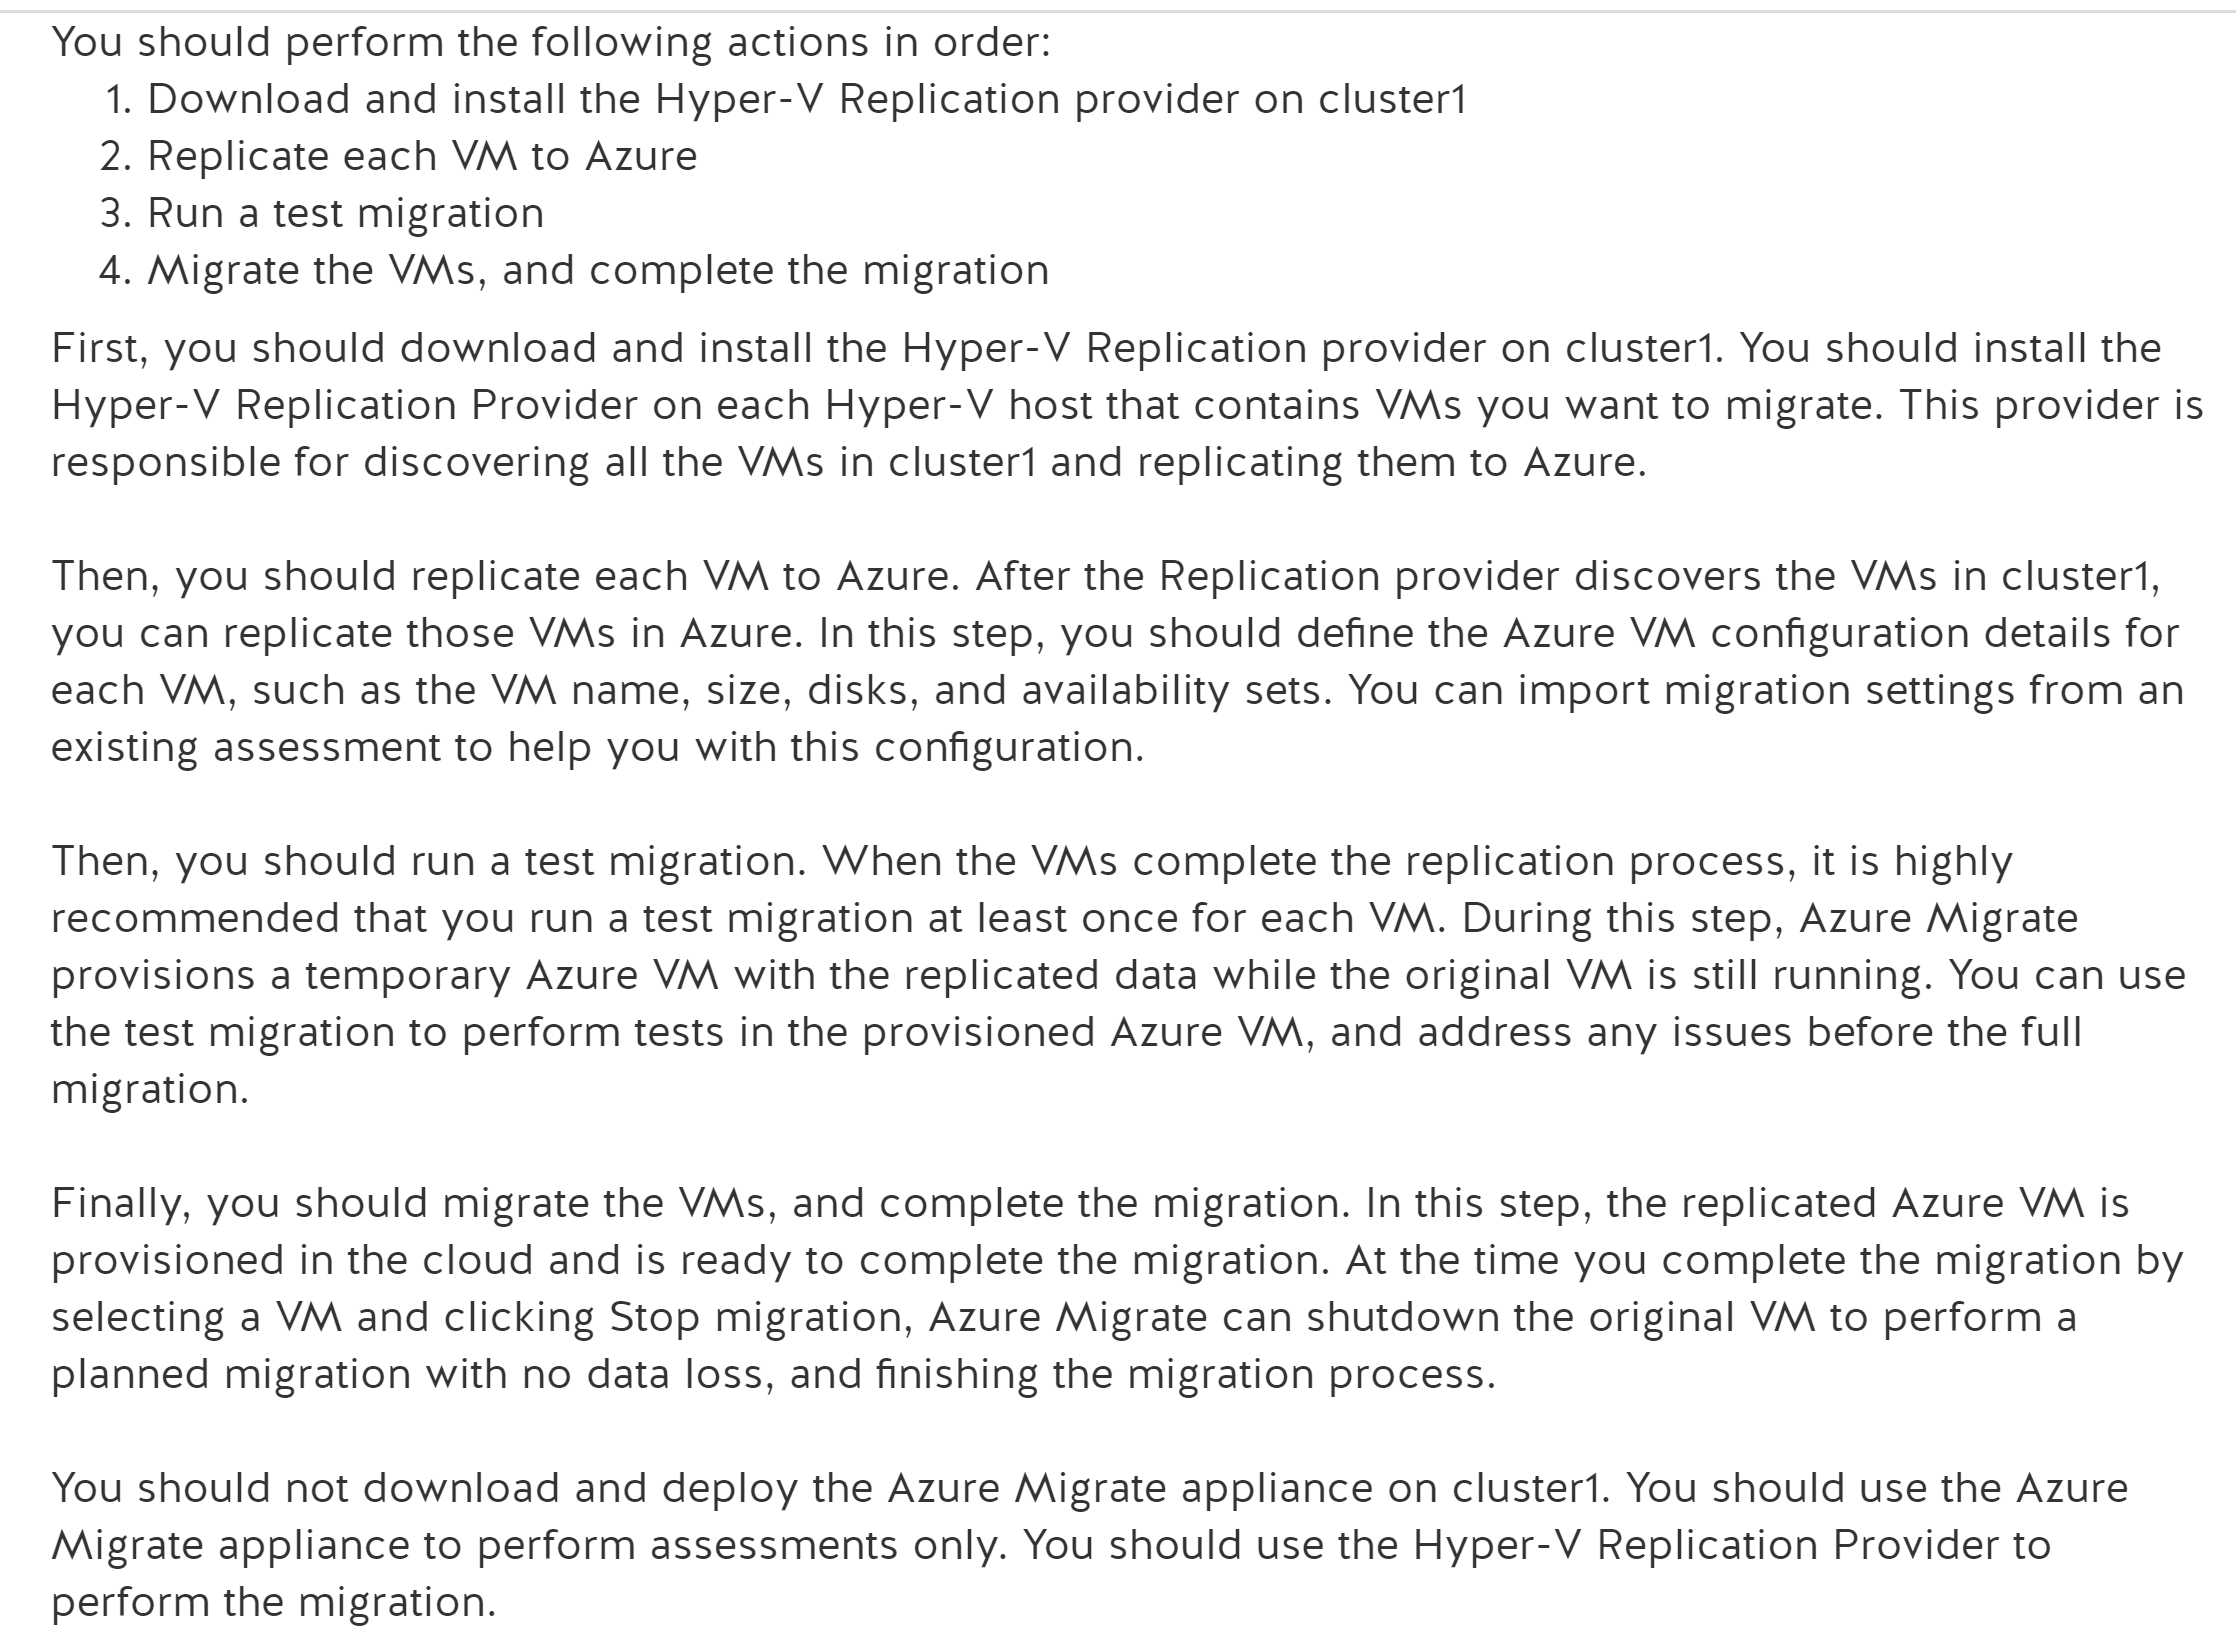 You should perform the following actions in order:
1. Download and install the Hyper-V Replication provider on cluster1
2. Replicate each VM to Azure
3. Run a test migration
4. Migrate the VMs, and complete the migration
First, you should download and install the Hyper-V Replication provider on cluster1. You should install the
Hyper-V Replication Provider on each Hyper-V host that contains VMs you want to migrate. This provider is
responsible for discovering all the VMs in cluster1 and replicating them to Azure.
Then, you should replicate each VM to Azure. After the Replication provider discovers the VMs in cluster1,
you can replicate those VMs in Azure. In this step, you should define the Azure VM configuration details for
each VM, such as the VM name, size, disks, and availability sets. You can import migration settings from an
existing assessment to help you with this configuration.
Then, you should run a test migration. When the VMs complete the replication process, it is highly
recommended that you run a test migration at least once for each VM. During this step, Azure Migrate
provisions a temporary Azure VM with the replicated data while the original VM is still running. You can use
the test migration to perform tests in the provisioned Azure VM, and address any issues before the full
migration.
Finally, you should migrate the VMs, and complete the migration. In this step, the replicated Azure VM is
provisioned in the cloud and is ready to complete the migration. At the time you complete the migration by
selecting a VM and clicking Stop migration, Azure Migrate can shutdown the original VM to perform a
planned migration with no data loss, and finishing the migration process.
You should not download and deploy the Azure Migrate appliance on cluster1. You should use the Azure
Migrate appliance to perform assessments only. You should use the Hyper-V Replication Provider to
perform the migration.